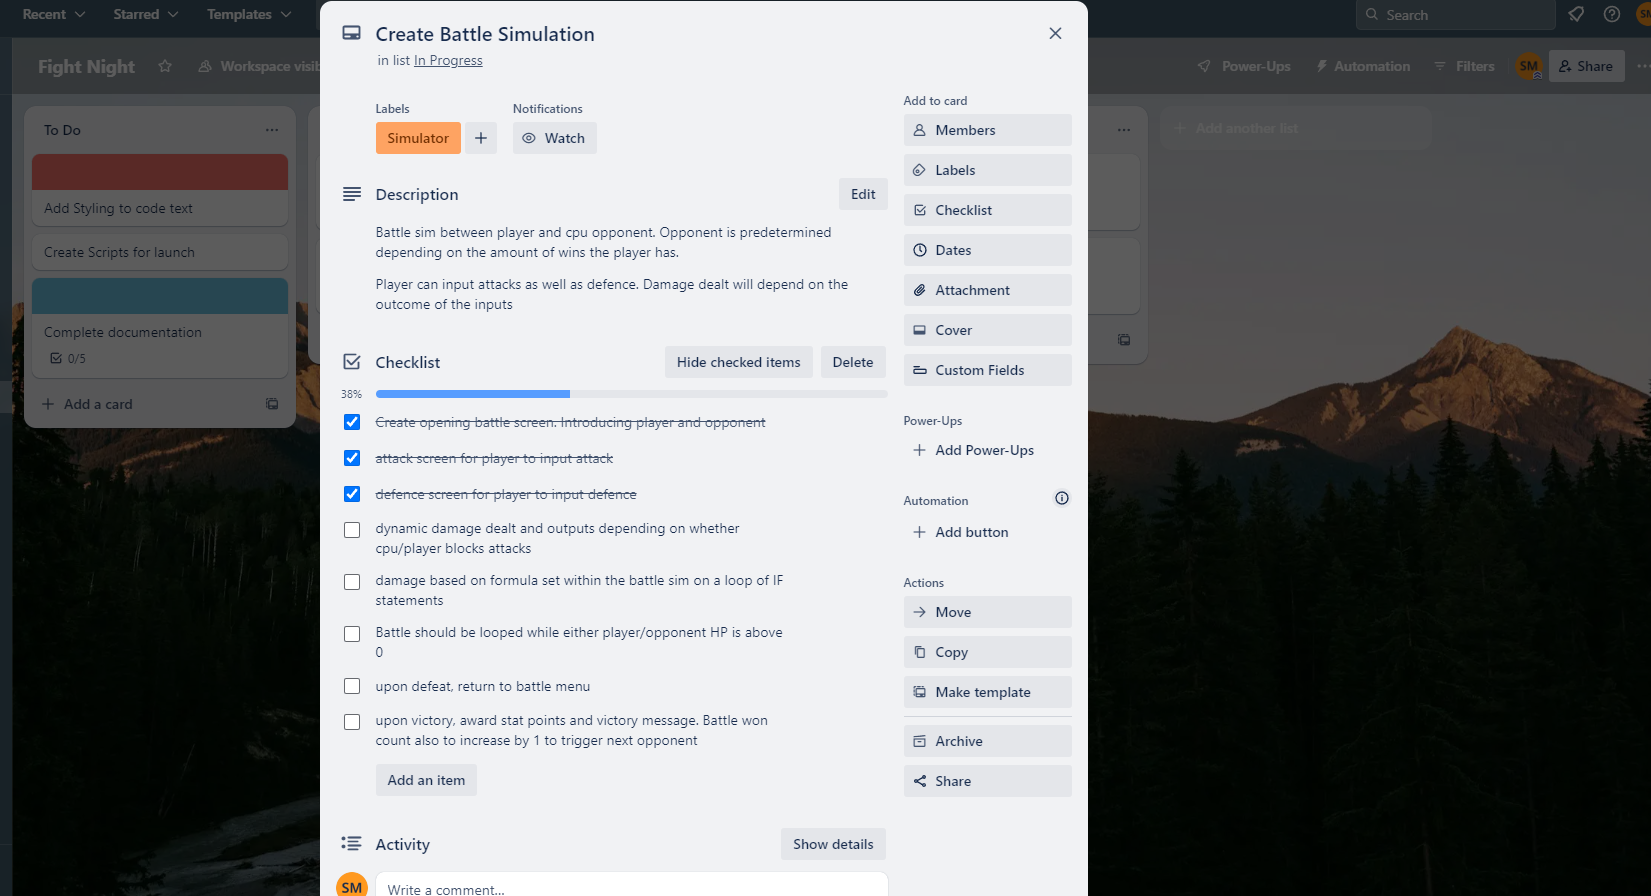 Recent
Starred
Templates
Search
Fight Night
Workspace visib
Power-Ups
Automation
Filters
SM
Share
To Do
Add Styling to code text
Create Scripts for launch
Complete documentation
0/5
Add a card
Add another list
Create Battle Simulation
in list In Progress
Labels
Notifications
Simulator
Watch
Description
Edit
Battle sim between player and cpu opponent. Opponent is predetermined
depending on the amount of wins the player has.
Player can input attacks as well as defence. Damage dealt will depend on the
outcome of the inputs
Checklist
Hide checked items
Delete
38%
Create opening battle screen. Introducing player and opponent
attack screen for player to input attack
defence screen for player to input defence
dynamic damage dealt and outputs depending on whether
cpu/player blocks attacks
damage based on formula set within the battle sim on a loop of IF
statements
Battle should be looped while either player/opponent HP is above
0
upon defeat, return to battle menu
upon victory, award stat points and victory message. Battle won
count also to increase by 1 to trigger next opponent
Add an item
Activity
Show details
SM
Write a comment...
Add to card
Members
Labels
Checklist
Dates
Attachment
Cover
Custom Fields
Power-Ups
Add Power-Ups
Automation
Add button
Actions
Move
Copy
Make template
Archive
Share